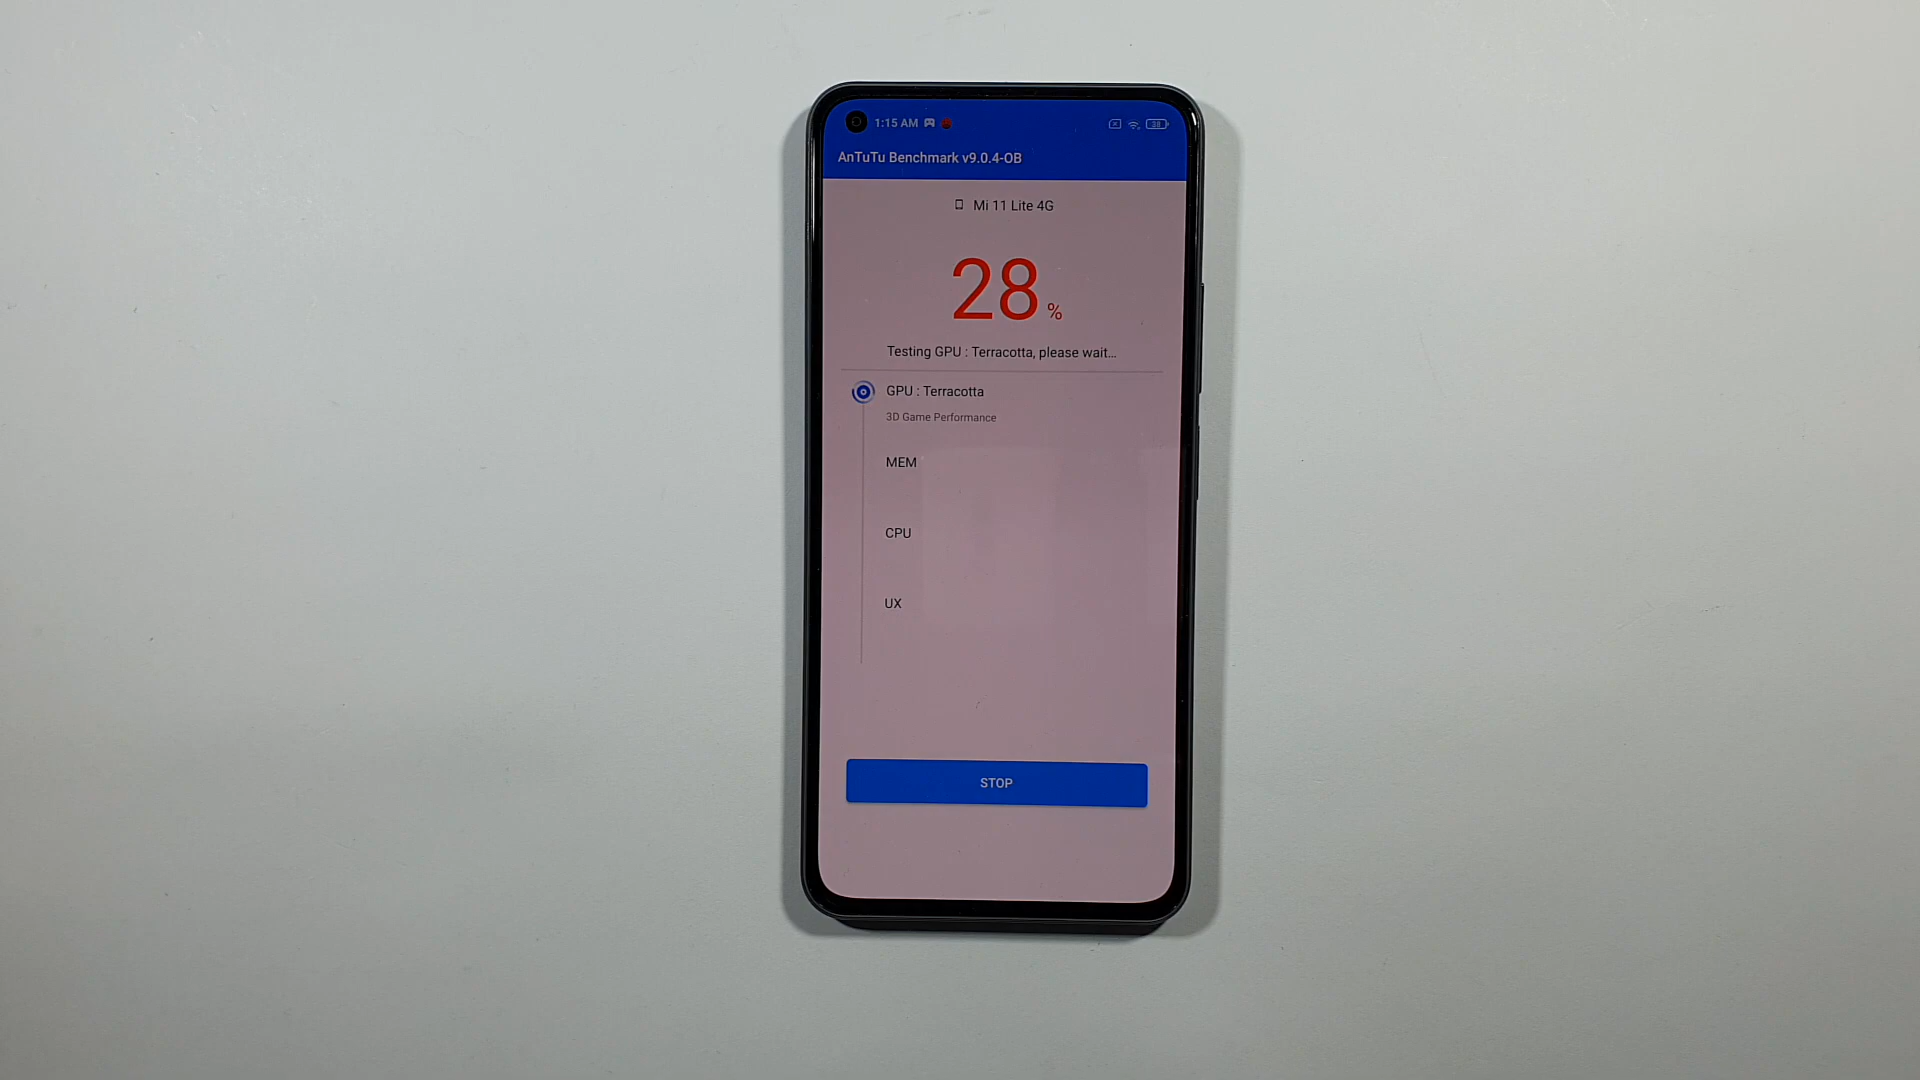 1:15 AM 38
AnTuTu Benchmark v9.0.4-OB
Mi 11 Lite 4G
28 %
Testing GPU : Terracotta, please wait...
GPU : Terracotta
3D Game Performance
MEM
CPU
UX
STOP